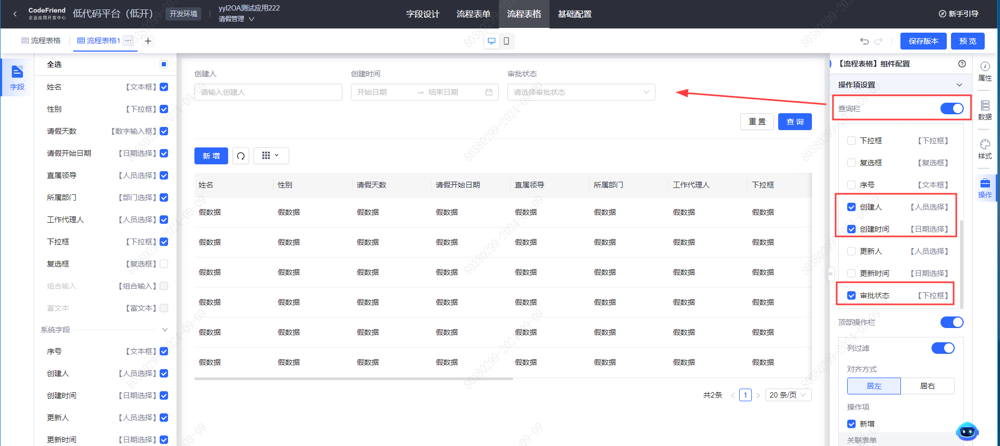 CodeFriend
企业应用开发中心
低代码平台（低开）
开发环境
yyl2OA测试应用222
请假管理
字段设计
流程表单
流程表格
基础配置
新手引导
流程表格
流程表格1
保存版本
预 览
字段
全选
姓名 【文本框】
性别 【下拉框】
请假天数 【数字输入框】
请假开始日期 【日期选择】
直属领导 【人员选择】
所属部门 【部门选择】
工作代理人 【人员选择】
下拉框 【下拉框】
复选框 【复选框】
组合输入 【组合输入】
富文本 【富文本】
系统字段
序号 【文本框】
创建人 【人员选择】
创建时间 【日期选择】
更新人 【人员选择】
更新时间 【日期选择】
创建人 创建时间 审批状态
请输入创建人 开始日期 → 结束日期 请选择审批状态
重 置 查 询
新 增
姓名 性别 请假天数 请假开始日期 直属领导 所属部门 工作代理人 下拉框
假数据 假数据 假数据 假数据 假数据 假数据 假数据 假数据
假数据 假数据 假数据 假数据 假数据 假数据 假数据 假数据
假数据 假数据 假数据 假数据 假数据 假数据 假数据 假数据
假数据 假数据 假数据 假数据 假数据 假数据 假数据 假数据
假数据 假数据 假数据 假数据 假数据 假数据 假数据 假数据
假数据 假数据 假数据 假数据 假数据 假数据 假数据 假数据
共2条 < 1 > 20 条/页
【流程表格】组件配置
操作项设置
查询栏
下拉框 【下拉框】
复选框 【复选框】
序号 【文本框】
创建人 【人员选择】
创建时间 【日期选择】
更新人 【人员选择】
更新时间 【日期选择】
审批状态 【下拉框】
顶部操作栏
列过滤
对齐方式
居左 居右
操作项
新增
关联表单
属性
数据
样式
操作
80380299-2024-09-09